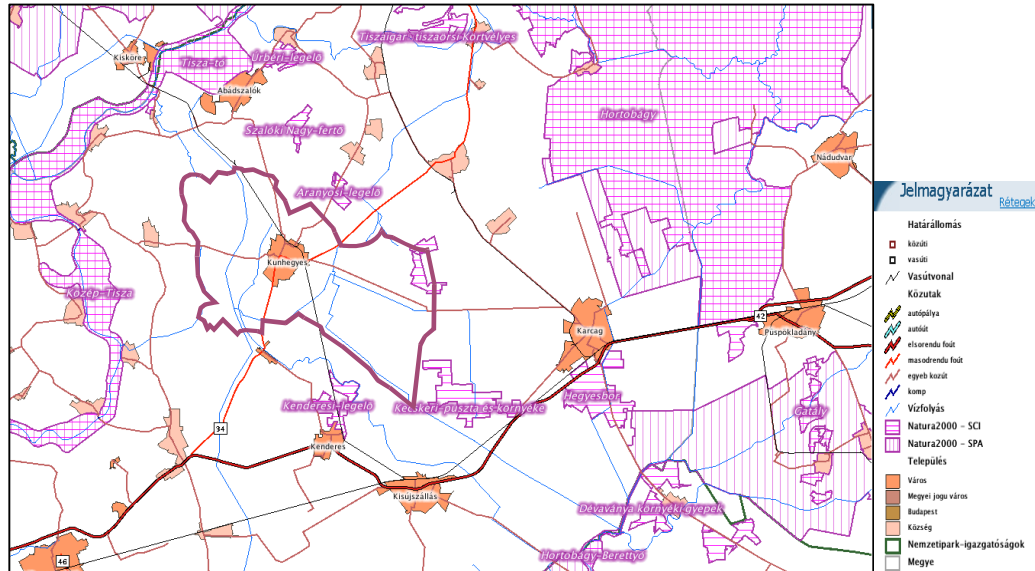 Tiszaigar-tiszaörsi Körtvélyes
Kisköre
Tisza-tó
Űrbéri-legelő
Abádszalók
Hortobágy
Szalóki Nagy-fertő
Nádudvar
Aranyosi-legelő
Kunhegyes
Közép-Tisza
42
Karcag
Püspökladány
Kenderesi-legelő
Kecskeri-puszta és környéke
Hegyesbor
Csatály
34
Kenderes
Kisújszállás
Dévaványa környéki gyepek
Hortobágy-Berettyó
46
Jelmagyarázat
Rétegek
Határállomás
közúti
vasúti
Vasútvonal
Közutak
autópálya
autóút
elsorendu foút
masodrendu foút
egyeb kozút
komp
Vízfolyás
Natura2000 - SCI
Natura2000 - SPA
Település
Város
Megyei jogu város
Budapest
Község
Nemzetipark-igazgatóságok
Megye